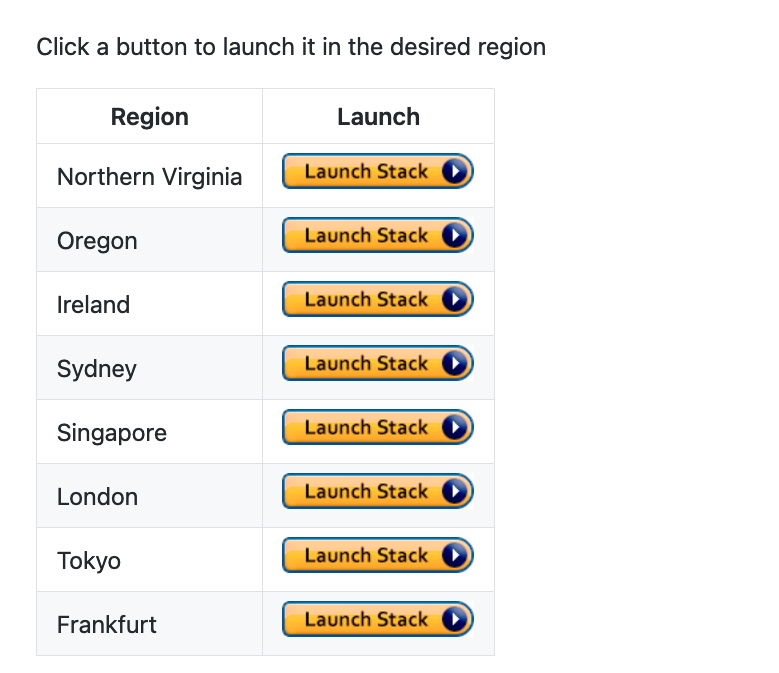 Click a button to launch it in the desired region
Region Launch
Northern Virginia Launch Stack
Oregon Launch Stack
Ireland Launch Stack
Sydney Launch Stack
Singapore Launch Stack
London Launch Stack
Tokyo Launch Stack
Frankfurt Launch Stack